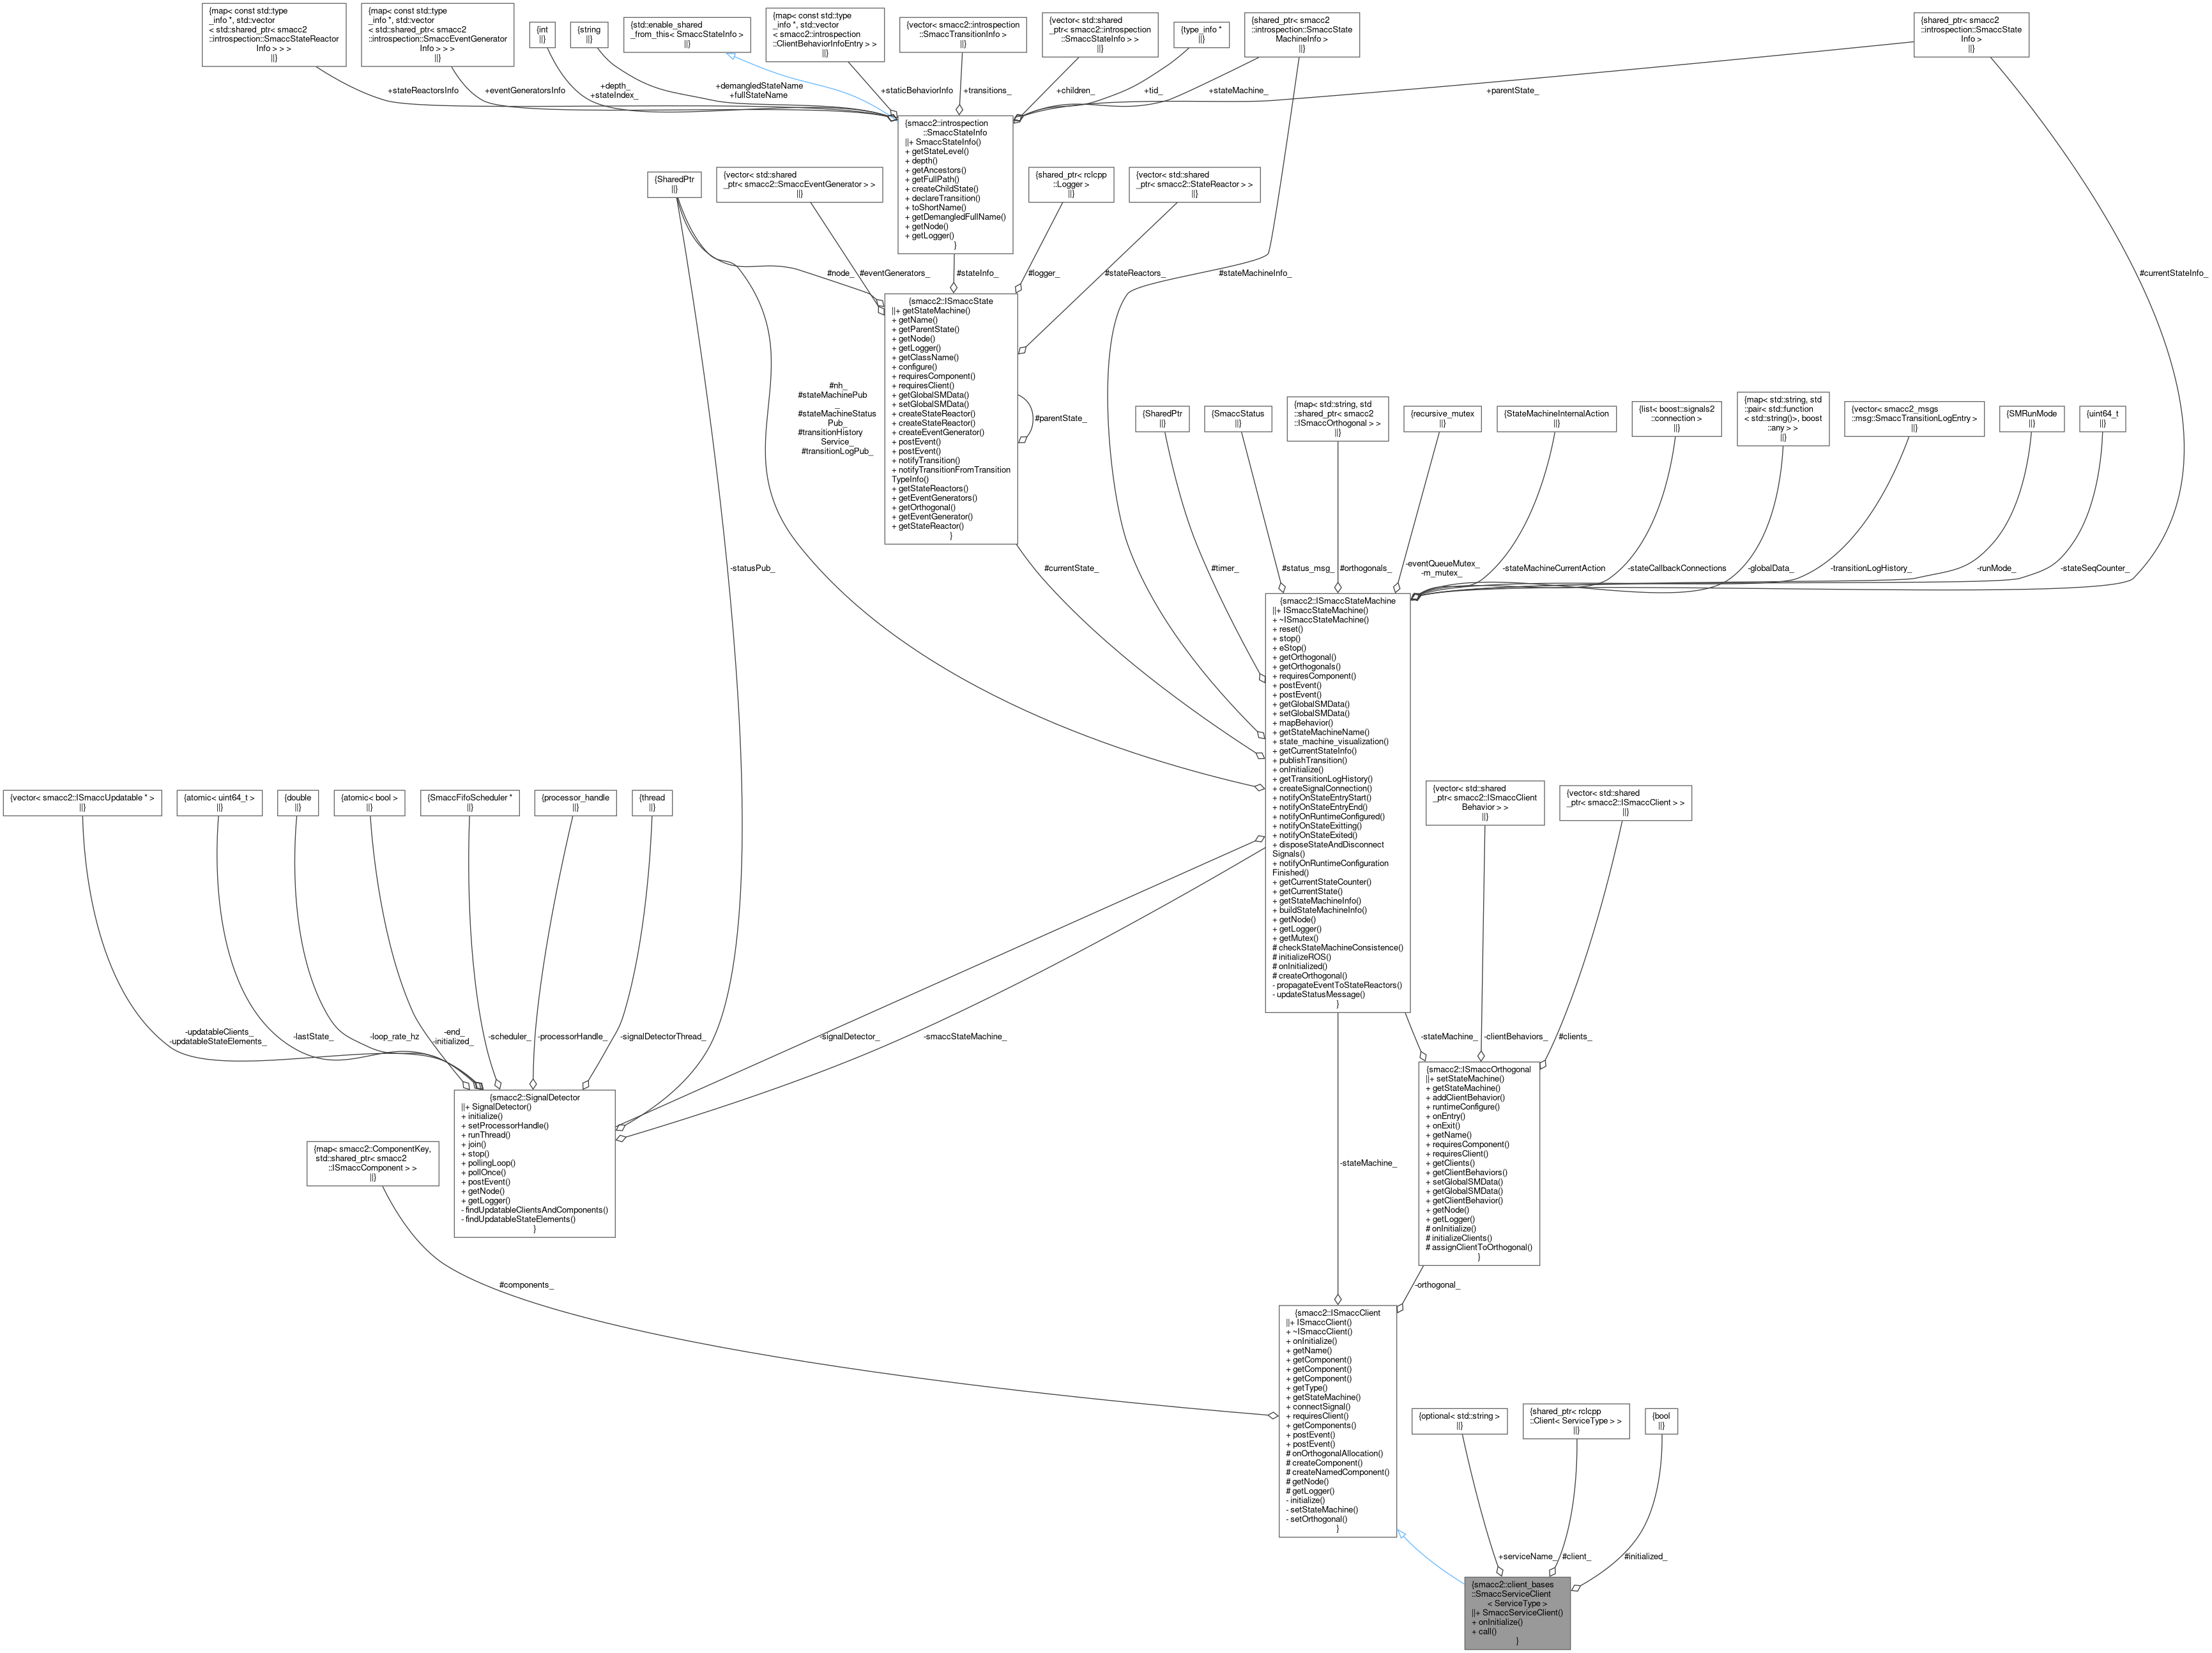 {map< const std::type
_info *, std::vector
< std::shared_ptr< smacc2
::introspection::SmaccStateReactor
Info > > >
||}
{map< const std::type
_info *, std::vector
< std::shared_ptr< smacc2
::introspection::SmaccEventGenerator
Info > > >
||}
{int
||}
{string
||}
{std::enable_shared
_from_this< SmaccStateInfo >
||}
{map< const std::type
_info *, std::vector
< smacc2::introspection
::ClientBehaviorInfoEntry > >
||}
{vector< smacc2::introspection
::SmaccTransitionInfo >
||}
{vector< std::shared
_ptr< smacc2::introspection
::SmaccStateInfo > >
||}
{type_info *
||}
{shared_ptr< smacc2
::introspection::SmaccState
MachineInfo >
||}
{shared_ptr< smacc2
::introspection::SmaccState
Info >
||}
+stateReactorsInfo
+eventGeneratorsInfo
+depth_
+stateIndex_
+demangledStateName
+fullStateName
+staticBehaviorInfo
+transitions_
+children_
+tid_
+stateMachine_
+parentState_
{smacc2::introspection
::SmaccStateInfo
||+ SmaccStateInfo()
+ getStateLevel()
+ depth()
+ getAncestors()
+ getFullPath()
+ createChildState()
+ declareTransition()
+ toShortName()
+ getDemangledFullName()
+ getNode()
+ getLogger()
}
{SharedPtr
||}
{vector< std::shared
_ptr< smacc2::SmaccEventGenerator > >
||}
{shared_ptr< rclcpp
::Logger >
||}
{vector< std::shared
_ptr< smacc2::StateReactor > >
||}
#node_
#eventGenerators_
#stateInfo_
#logger_
#stateReactors_
#stateMachineInfo_
#currentStateInfo_
{smacc2::ISmaccState
||+ getStateMachine()
+ getName()
+ getParentState()
+ getNode()
+ getLogger()
+ getClassName()
+ configure()
+ requiresComponent()
+ requiresClient()
+ getGlobalSMData()
+ setGlobalSMData()
+ createStateReactor()
+ createStateReactor()
+ createEventGenerator()
+ postEvent()
+ postEvent()
+ notifyTransition()
+ notifyTransitionFromTransition
TypeInfo()
+ getStateReactors()
+ getEventGenerators()
+ getOrthogonal()
+ getEventGenerator()
+ getStateReactor()
}
#parentState_
#nh_
#stateMachinePub
_
#stateMachineStatus
Pub_
#transitionHistory
Service_
#transitionLogPub_
{SharedPtr
||}
{SmaccStatus
||}
{map< std::string, std
::shared_ptr< smacc2
::ISmaccOrthogonal > >
||}
{recursive_mutex
||}
{StateMachineInternalAction
||}
{list< boost::signals2
::connection >
||}
{map< std::string, std
::pair< std::function
< std::string()>, boost
::any > >
||}
{vector< smacc2_msgs
::msg::SmaccTransitionLogEntry >
||}
{SMRunMode
||}
{uint64_t
||}
-statusPub_
#currentState_
#timer_
#status_msg_
#orthogonals_
-eventQueueMutex_
-m_mutex_
-stateMachineCurrentAction
-stateCallbackConnections
-globalData_
-transitionLogHistory_
-runMode_
-stateSeqCounter_
{smacc2::ISmaccStateMachine
||+ ISmaccStateMachine()
+ ~ISmaccStateMachine()
+ reset()
+ stop()
+ eStop()
+ getOrthogonal()
+ getOrthogonals()
+ requiresComponent()
+ postEvent()
+ postEvent()
+ getGlobalSMData()
+ setGlobalSMData()
+ mapBehavior()
+ getStateMachineName()
+ state_machine_visualization()
+ getCurrentStateInfo()
+ publishTransition()
+ onInitialize()
+ getTransitionLogHistory()
+ createSignalConnection()
+ notifyOnStateEntryStart()
+ notifyOnStateEntryEnd()
+ notifyOnRuntimeConfigured()
+ notifyOnStateExitting()
+ notifyOnStateExited()
+ disposeStateAndDisconnect
Signals()
+ notifyOnRuntimeConfiguration
Finished()
+ getCurrentStateCounter()
+ getCurrentState()
+ getStateMachineInfo()
+ buildStateMachineInfo()
+ getNode()
+ getLogger()
+ getMutex()
# checkStateMachineConsistence()
# initializeROS()
# onInitialized()
# createOrthogonal()
- propagateEventToStateReactors()
- updateStatusMessage()
}
{vector< smacc2::ISmaccUpdatable * >
||}
{atomic< uint64_t >
||}
{double
||}
{atomic< bool >
||}
{SmaccFifoScheduler *
||}
{processor_handle
||}
{thread
||}
{vector< std::shared
_ptr< smacc2::ISmaccClient
Behavior > >
||}
{vector< std::shared
_ptr< smacc2::ISmaccClient > >
||}
-updatableClients_
-updatableStateElements_
-lastState_
-loop_rate_hz
-end_
-initialized_
-scheduler_
-processorHandle_
-signalDetectorThread_
-signalDetector_
-smaccStateMachine_
-stateMachine_
-clientBehaviors_
#clients_
{smacc2::SignalDetector
||+ SignalDetector()
+ initialize()
+ setProcessorHandle()
+ runThread()
+ join()
+ stop()
+ pollingLoop()
+ pollOnce()
+ postEvent()
+ getNode()
+ getLogger()
- findUpdatableClientsAndComponents()
- findUpdatableStateElements()
}
{smacc2::ISmaccOrthogonal
||+ setStateMachine()
+ getStateMachine()
+ addClientBehavior()
+ runtimeConfigure()
+ onEntry()
+ onExit()
+ getName()
+ requiresComponent()
+ requiresClient()
+ getClients()
+ getClientBehaviors()
+ setGlobalSMData()
+ getGlobalSMData()
+ getClientBehavior()
+ getNode()
+ getLogger()
# onInitialize()
# initializeClients()
# assignClientToOrthogonal()
}
{map< smacc2::ComponentKey,
std::shared_ptr< smacc2
::ISmaccComponent > >
||}
-stateMachine_
#components_
-orthogonal_
{smacc2::ISmaccClient
||+ ISmaccClient()
+ ~ISmaccClient()
+ onInitialize()
+ getName()
+ getComponent()
+ getComponent()
+ getComponent()
+ getType()
+ getStateMachine()
+ connectSignal()
+ requiresClient()
+ getComponents()
+ postEvent()
+ postEvent()
# onOrthogonalAllocation()
# createComponent()
# createNamedComponent()
# getNode()
# getLogger()
- initialize()
- setStateMachine()
- setOrthogonal()
}
{optional< std::string >
||}
{shared_ptr< rclcpp
::Client< ServiceType > >
||}
{bool
||}
+serviceName_
#client_
#initialized_
{smacc2::client_bases
::SmaccServiceClient
< ServiceType >
||+ SmaccServiceClient()
+ onInitialize()
+ call()
}